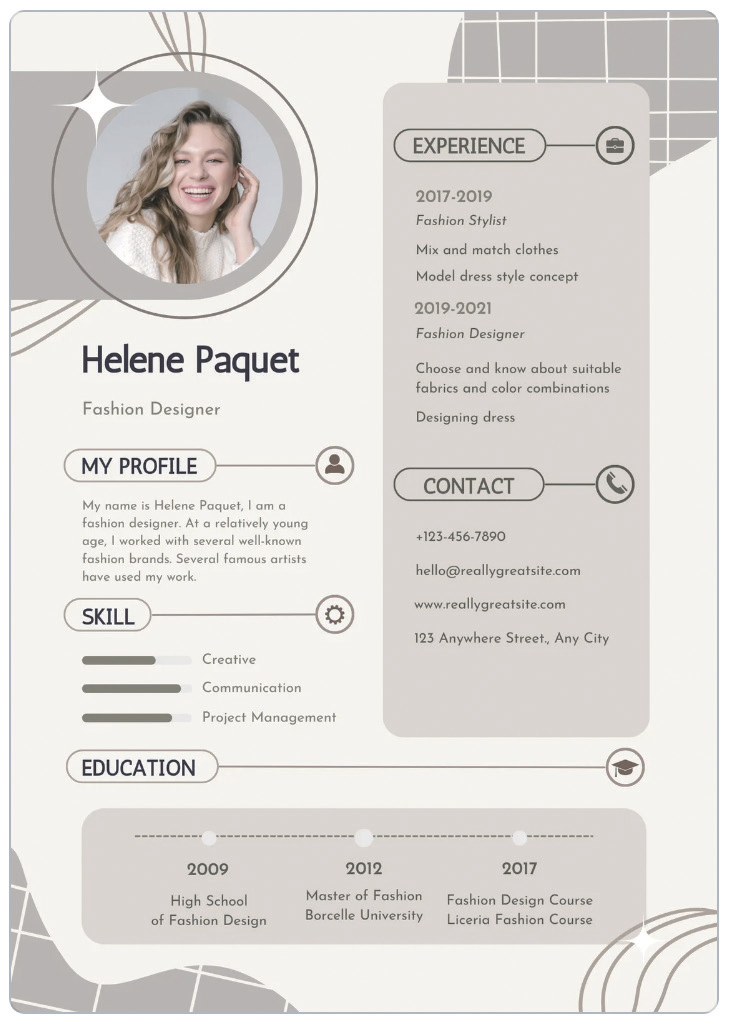 Helene Paquet
Fashion Designer
MY PROFILE
My name is Helene Paquet, I am a
fashion designer. At a relatively young
age, I worked with several well-known
fashion brands. Several famous artists
have used my work.
SKILL
Creative
Communication
Project Management
EXPERIENCE
2017-2019
Fashion Stylist
Mix and match clothes
Model dress style concept
2019-2021
Fashion Designer
Choose and know about suitable
fabrics and color combinations
Designing dress
CONTACT
+123-456-7890
hello@reallygreatsite.com
www.reallygreatsite.com
123 Anywhere Street., Any City
EDUCATION
2009
High School
of Fashion Design
2012
Master of Fashion
Borcelle University
2017
Fashion Design Course
Liceria Fashion Course